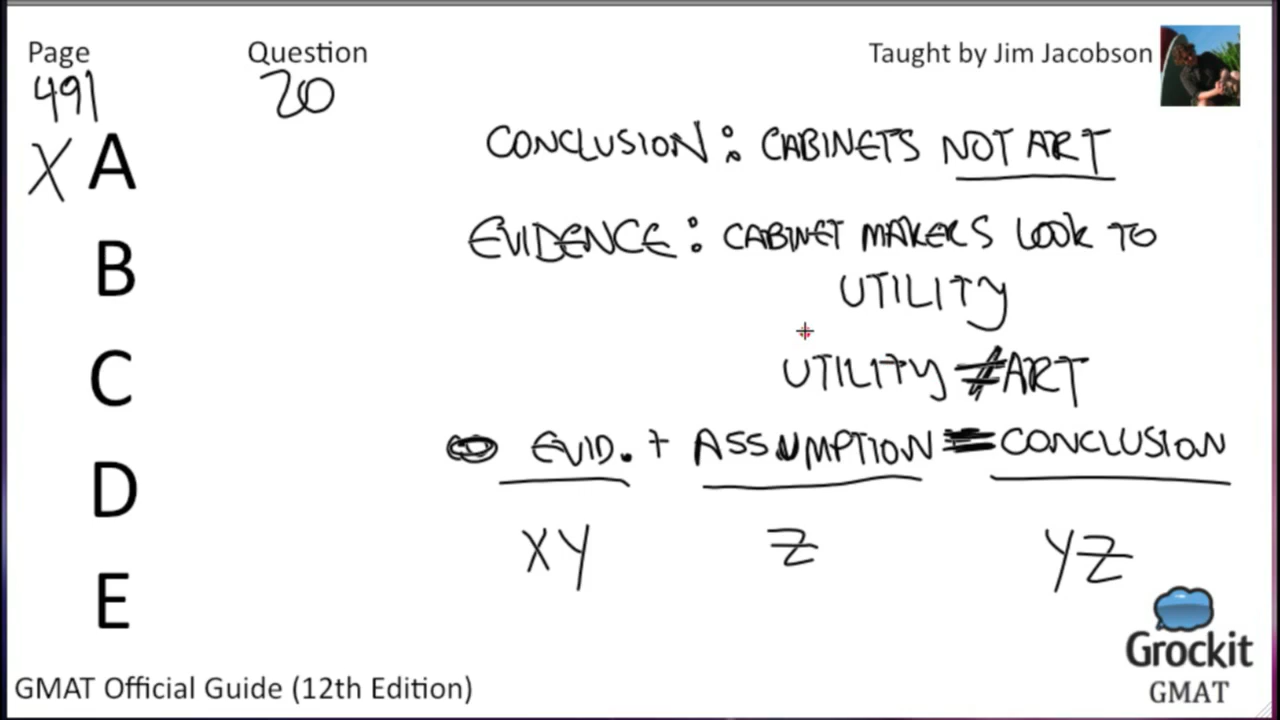 Page Question Taught by Jim Jacobson
491 20
X A
CONCLUSION: CABINETS NOT ART
B
EVIDENCE: CABINET MAKERS LOOK TO
UTILITY
C
UTILITY ≠ ART
EVID. + ASSUMPTION = CONCLUSION
D
XY Z YZ
E
Grockit
GMAT
GMAT Official Guide (12th Edition)